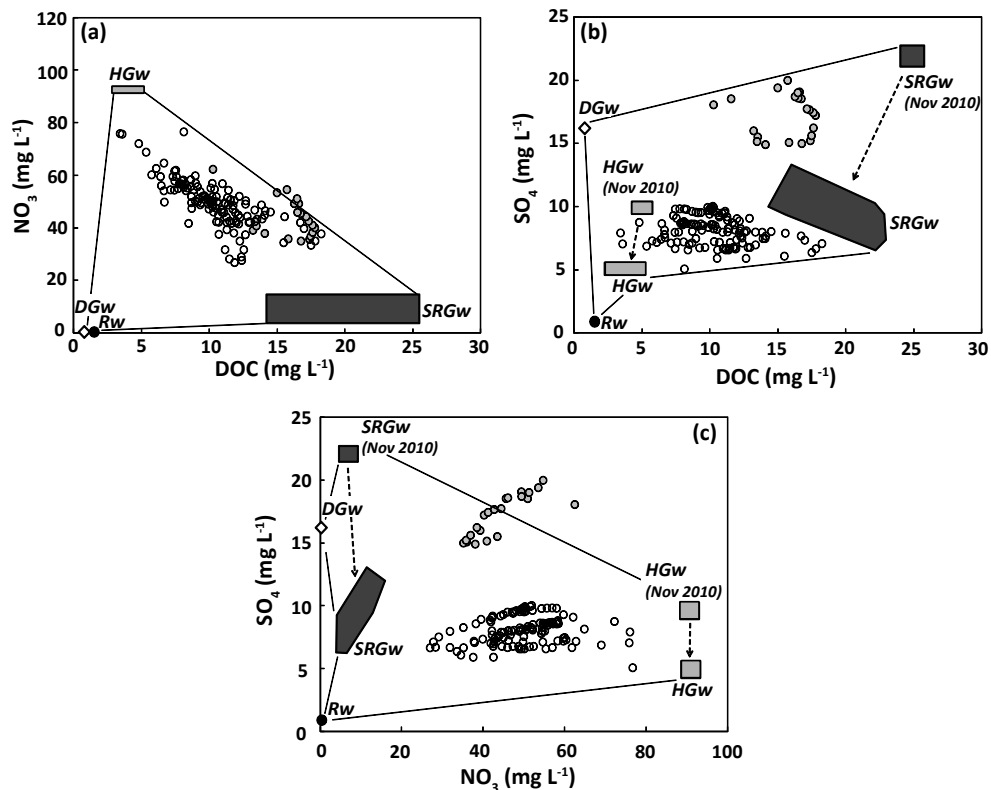 (a)
120
100
80
60
40
20
0
NO3 (mg L-1)
HGw
DGw
Rw
SRGw
5
10
15
20
25
30
DOC (mg L-1)
(b)
25
20
15
10
5
0
SO4 (mg L-1)
DGw
SRGw
(Nov 2010)
HGw
(Nov 2010)
SRGw
HGw
Rw
0
5
10
15
20
25
30
DOC (mg L-1)
(c)
25
20
15
10
5
0
SO4 (mg L-1)
SRGw
(Nov 2010)
DGw
HGw
(Nov 2010)
SRGw
HGw
Rw
0
20
40
60
80
100
NO3 (mg L-1)